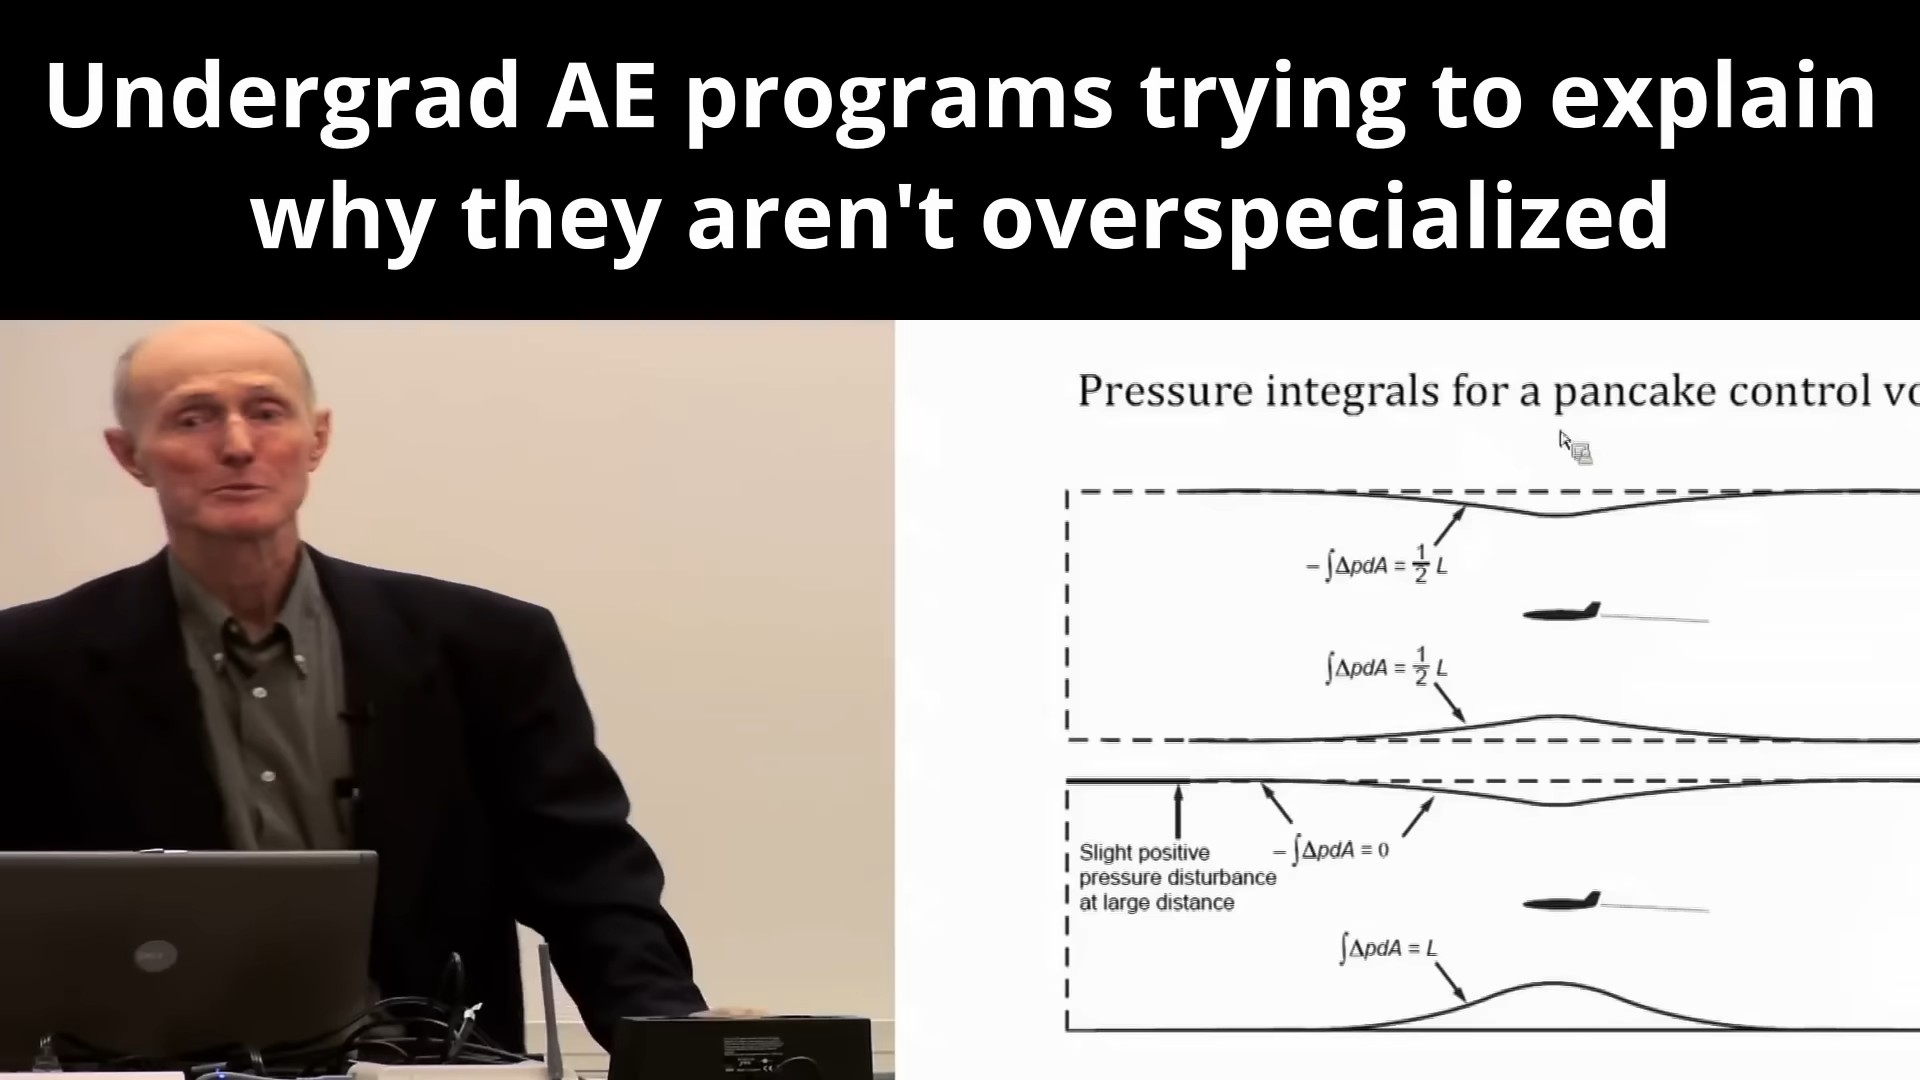 Undergrad AE programs trying to explain
why they aren't overspecialized
Pressure integrals for a pancake control
− ∫ΔpdA = 1/2 L
∫ΔpdA = 1/2 L
Slight positive
pressure disturbance
at large distance
− ∫ΔpdA = 0
∫ΔpdA = L